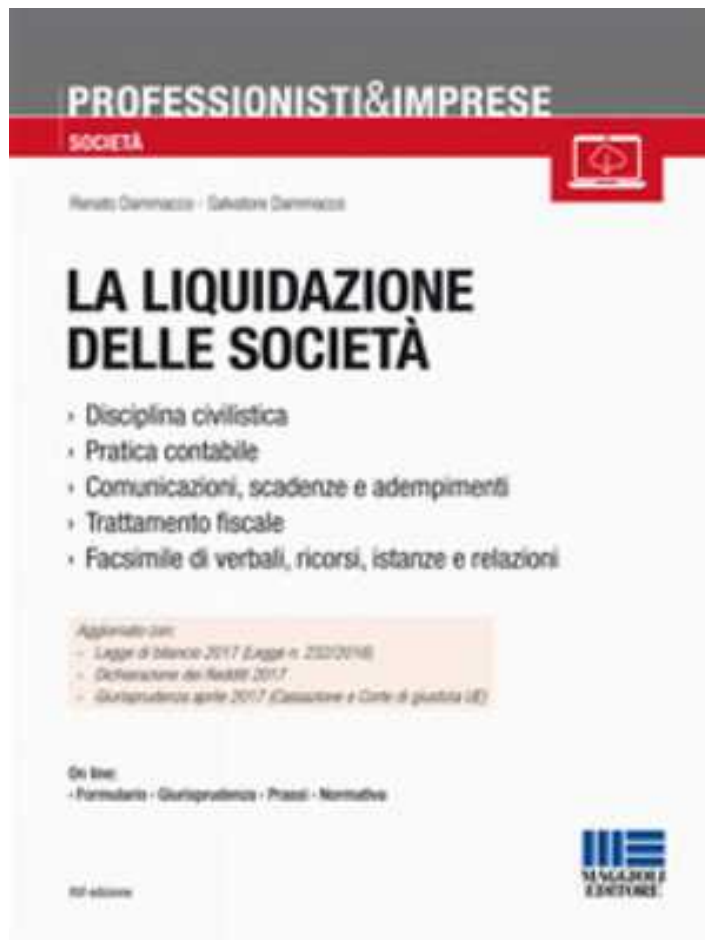 PROFESSIONISTI&IMPRESE
SOCIETÀ
Renato Dammacco - Salvatore Dammacco
LA LIQUIDAZIONE
DELLE SOCIETÀ
› Disciplina civilistica
› Pratica contabile
› Comunicazioni, scadenze e adempimenti
› Trattamento fiscale
› Facsimile di verbali, ricorsi, istanze e relazioni
Aggiornato con:
- Legge di bilancio 2017 (Legge n. 232/2016)
- Dichiarazione dei Redditi 2017
- Giurisprudenza aprile 2017 (Cassazione e Corte di giustizia UE)
On line:
- Formulario - Giurisprudenza - Prassi - Normativa
edizione
MAGGIOLI
EDITORE